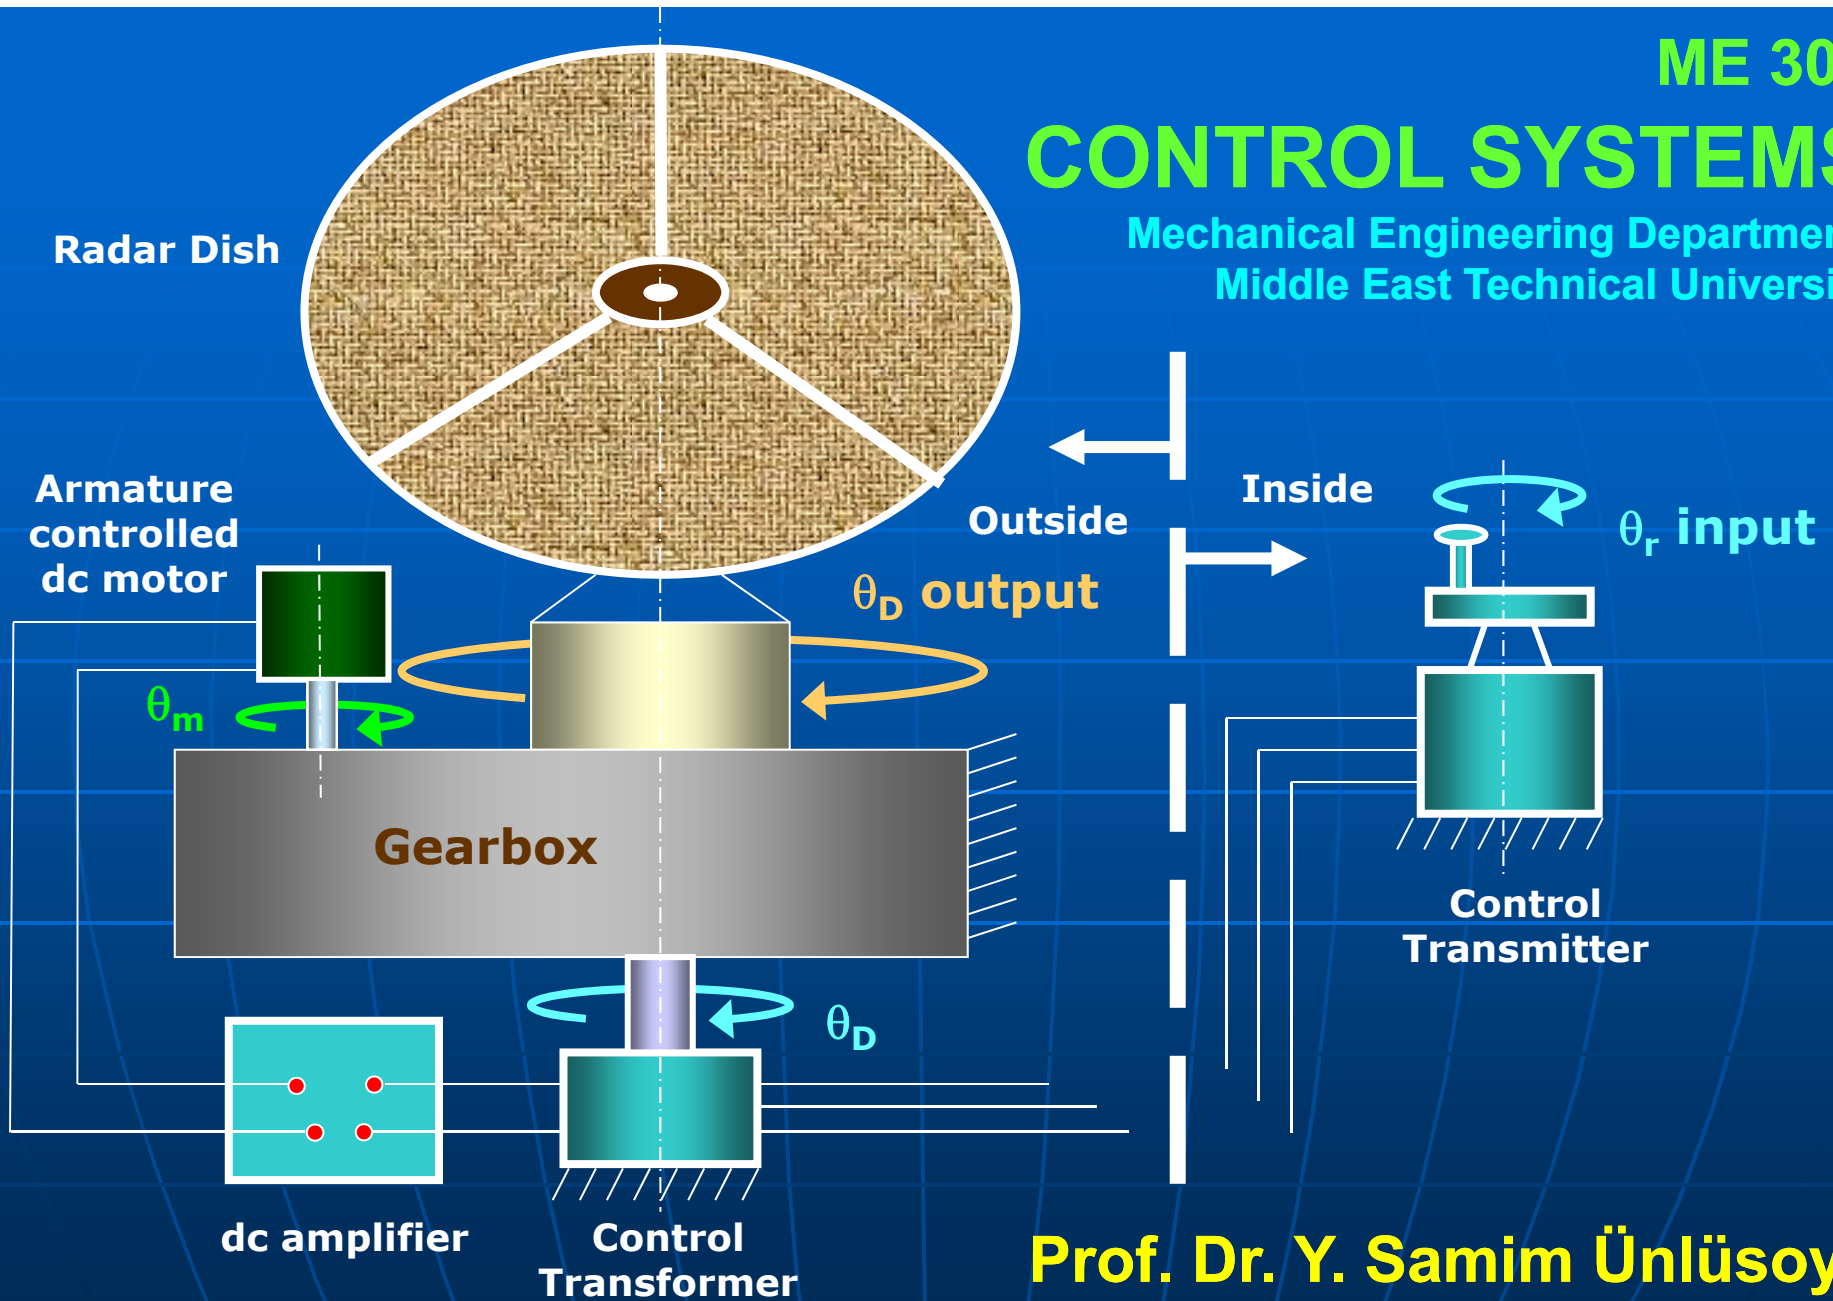 ME 30
CONTROL SYSTEMS
Mechanical Engineering Departmen
Middle East Technical Universi
Radar Dish
Armature
controlled
dc motor
Outside
Inside
θr input
θD output
θm
Gearbox
Control
Transmitter
θD
dc amplifier
Control
Transformer
Prof. Dr. Y. Samim Ünlüsoy